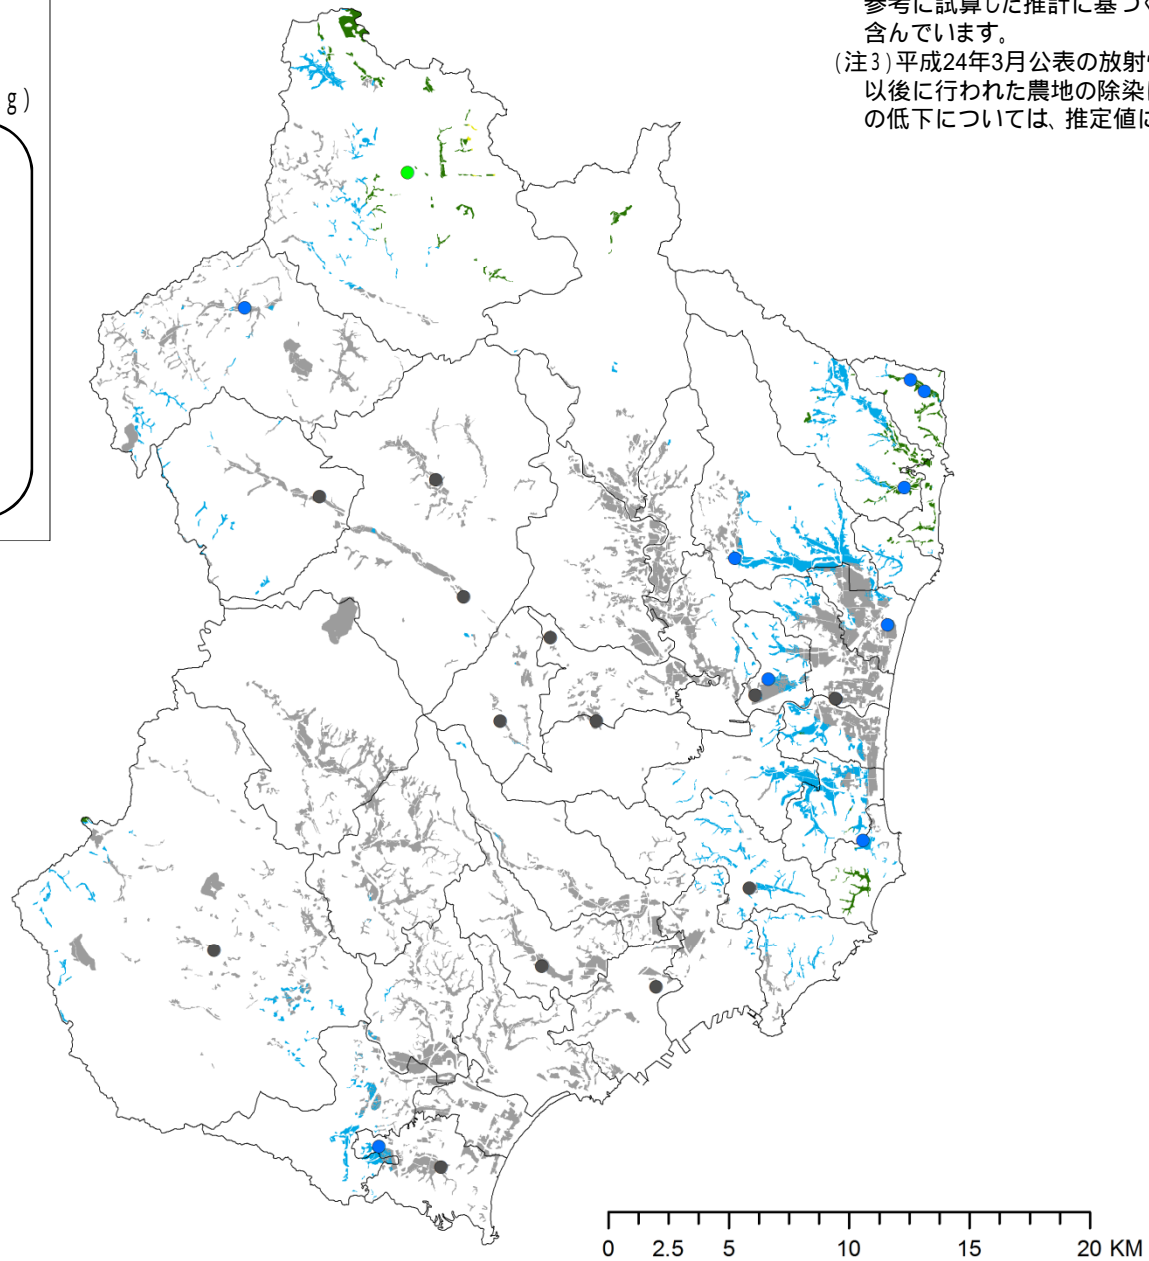 参考に試算した推計に基づ
含んでいます。
(注3)平成24年3月公表の放射
以後に行われた農地の除染
の低下については、推定値に
g)
0 2.5 5 10 15 20 KM